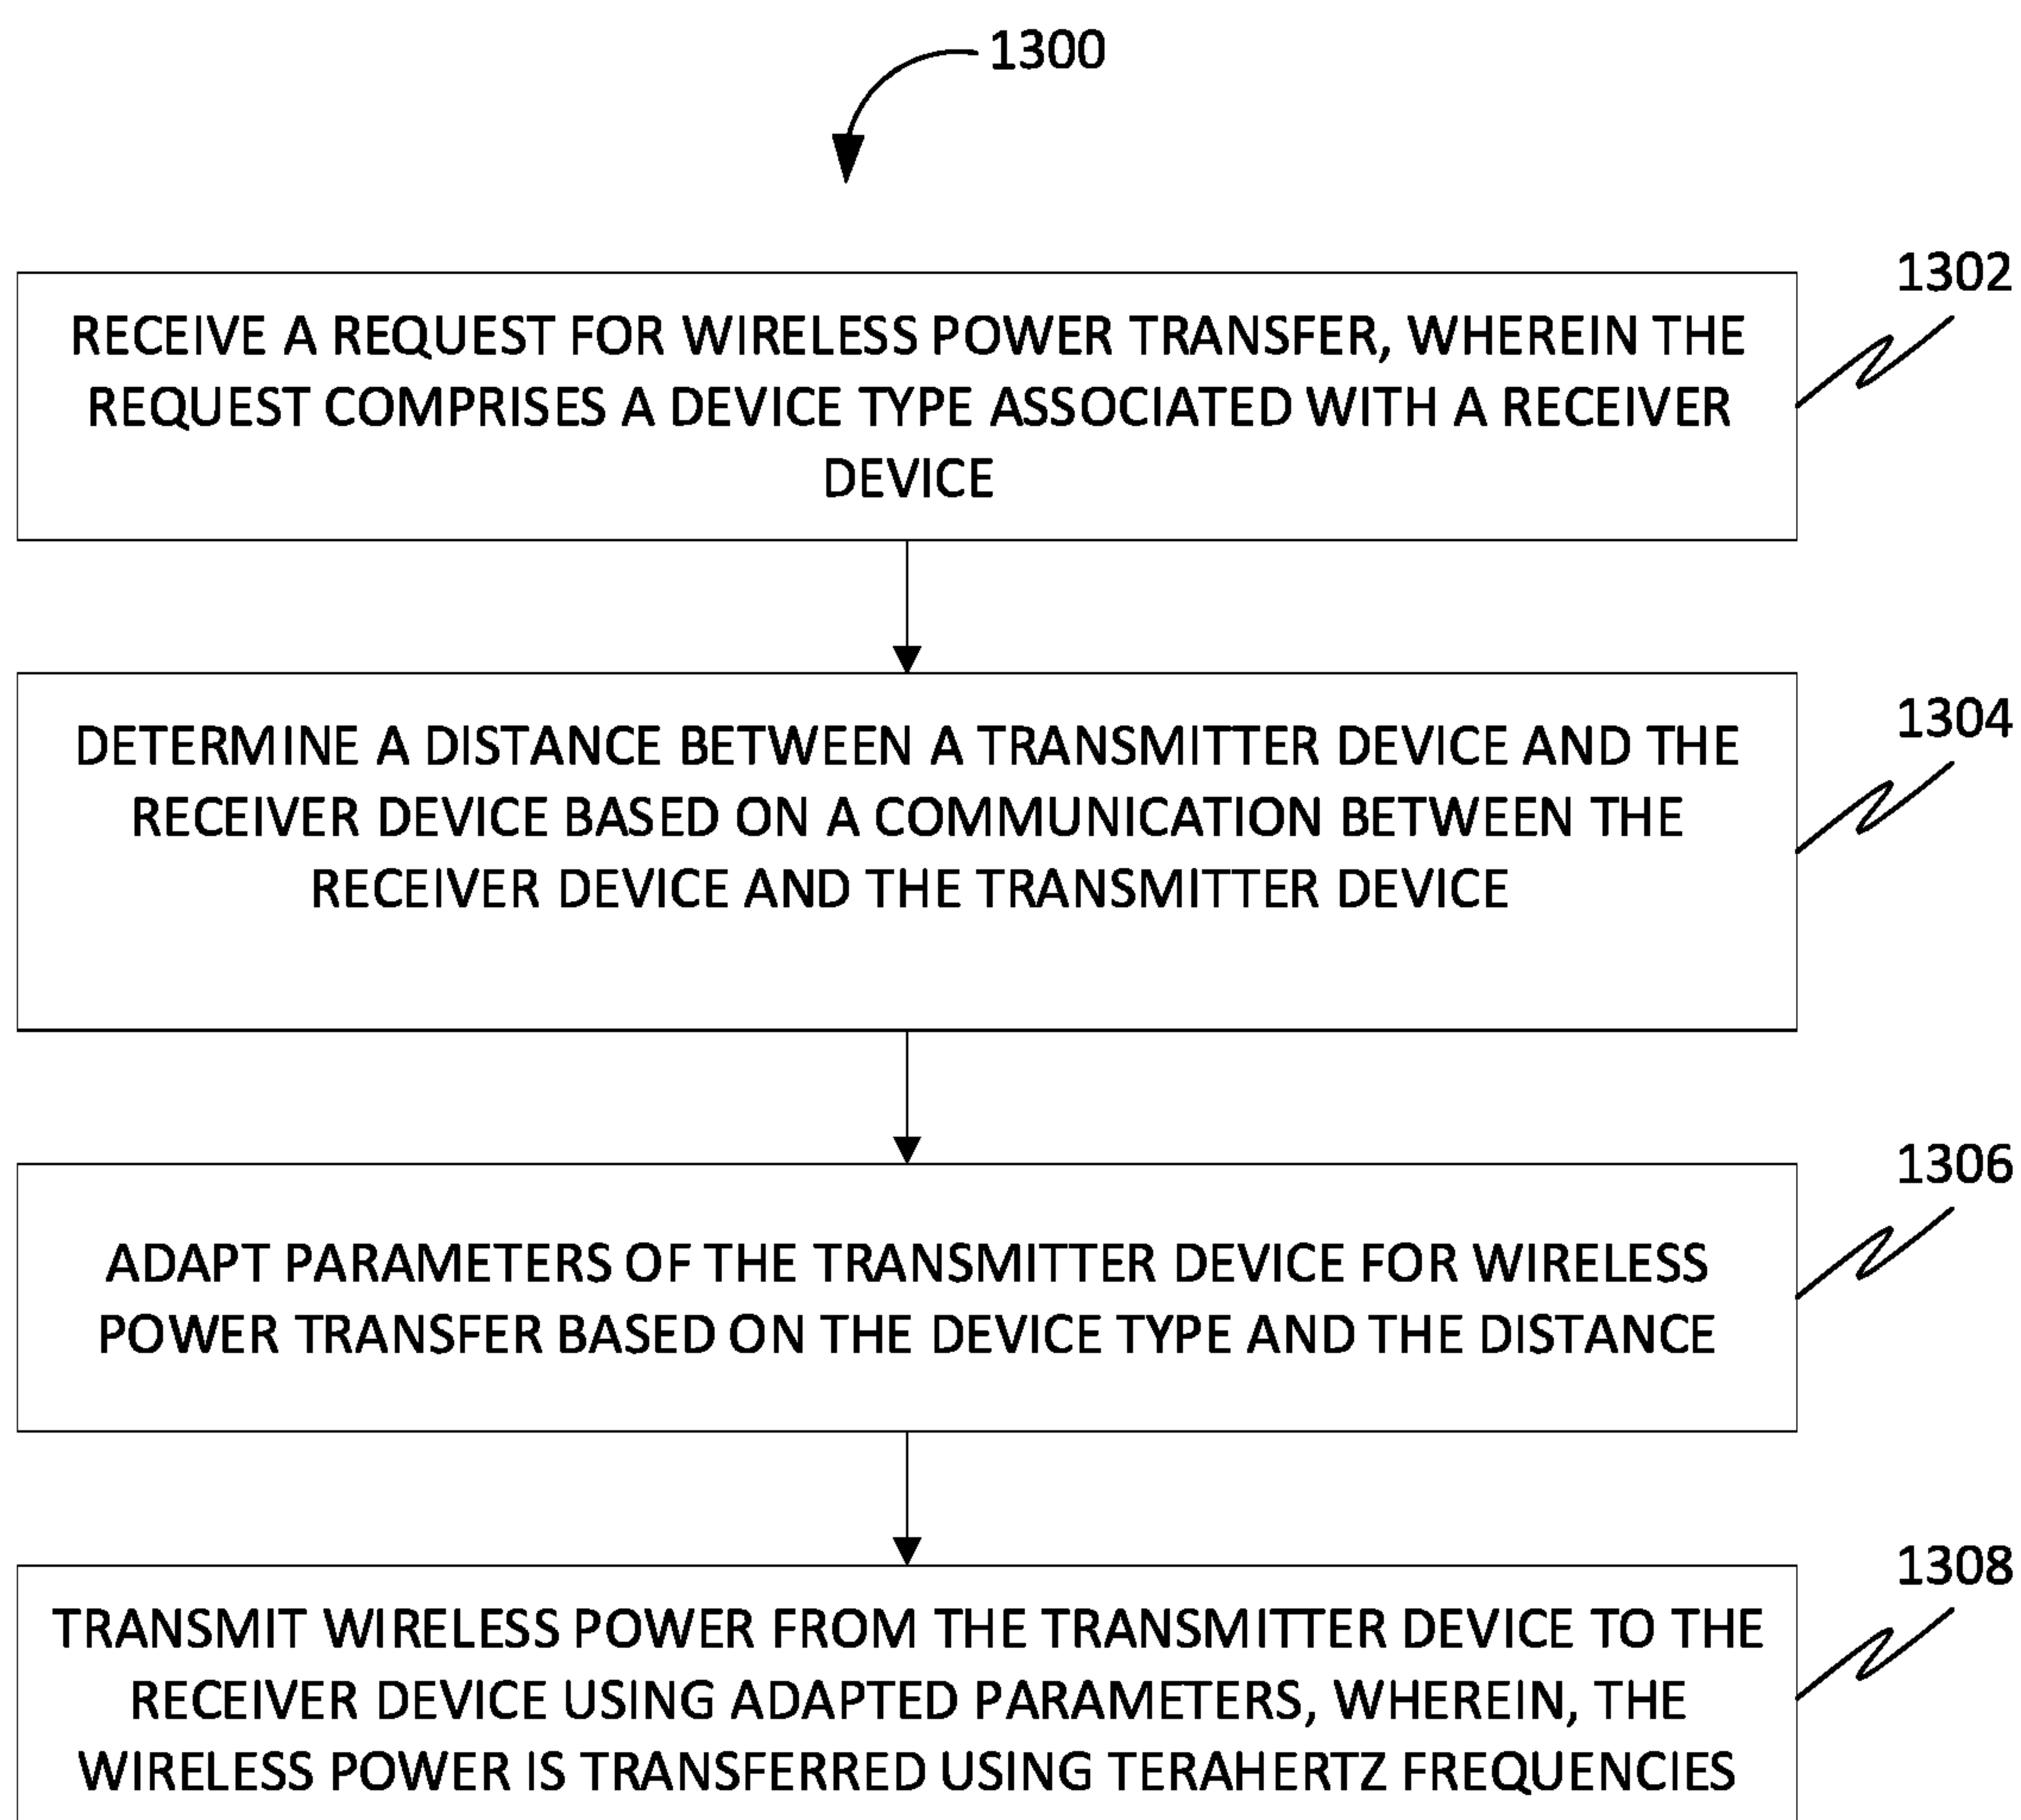 1300
1302
RECEIVE A REQUEST FOR WIRELESS POWER TRANSFER, WHEREIN THE
REQUEST COMPRISES A DEVICE TYPE ASSOCIATED WITH A RECEIVER
DEVICE
1304
DETERMINE A DISTANCE BETWEEN A TRANSMITTER DEVICE AND THE
RECEIVER DEVICE BASED ON A COMMUNICATION BETWEEN THE
RECEIVER DEVICE AND THE TRANSMITTER DEVICE
1306
ADAPT PARAMETERS OF THE TRANSMITTER DEVICE FOR WIRELESS
POWER TRANSFER BASED ON THE DEVICE TYPE AND THE DISTANCE
1308
TRANSMIT WIRELESS POWER FROM THE TRANSMITTER DEVICE TO THE
RECEIVER DEVICE USING ADAPTED PARAMETERS, WHEREIN, THE
WIRELESS POWER IS TRANSFERRED USING TERAHERTZ FREQUENCIES